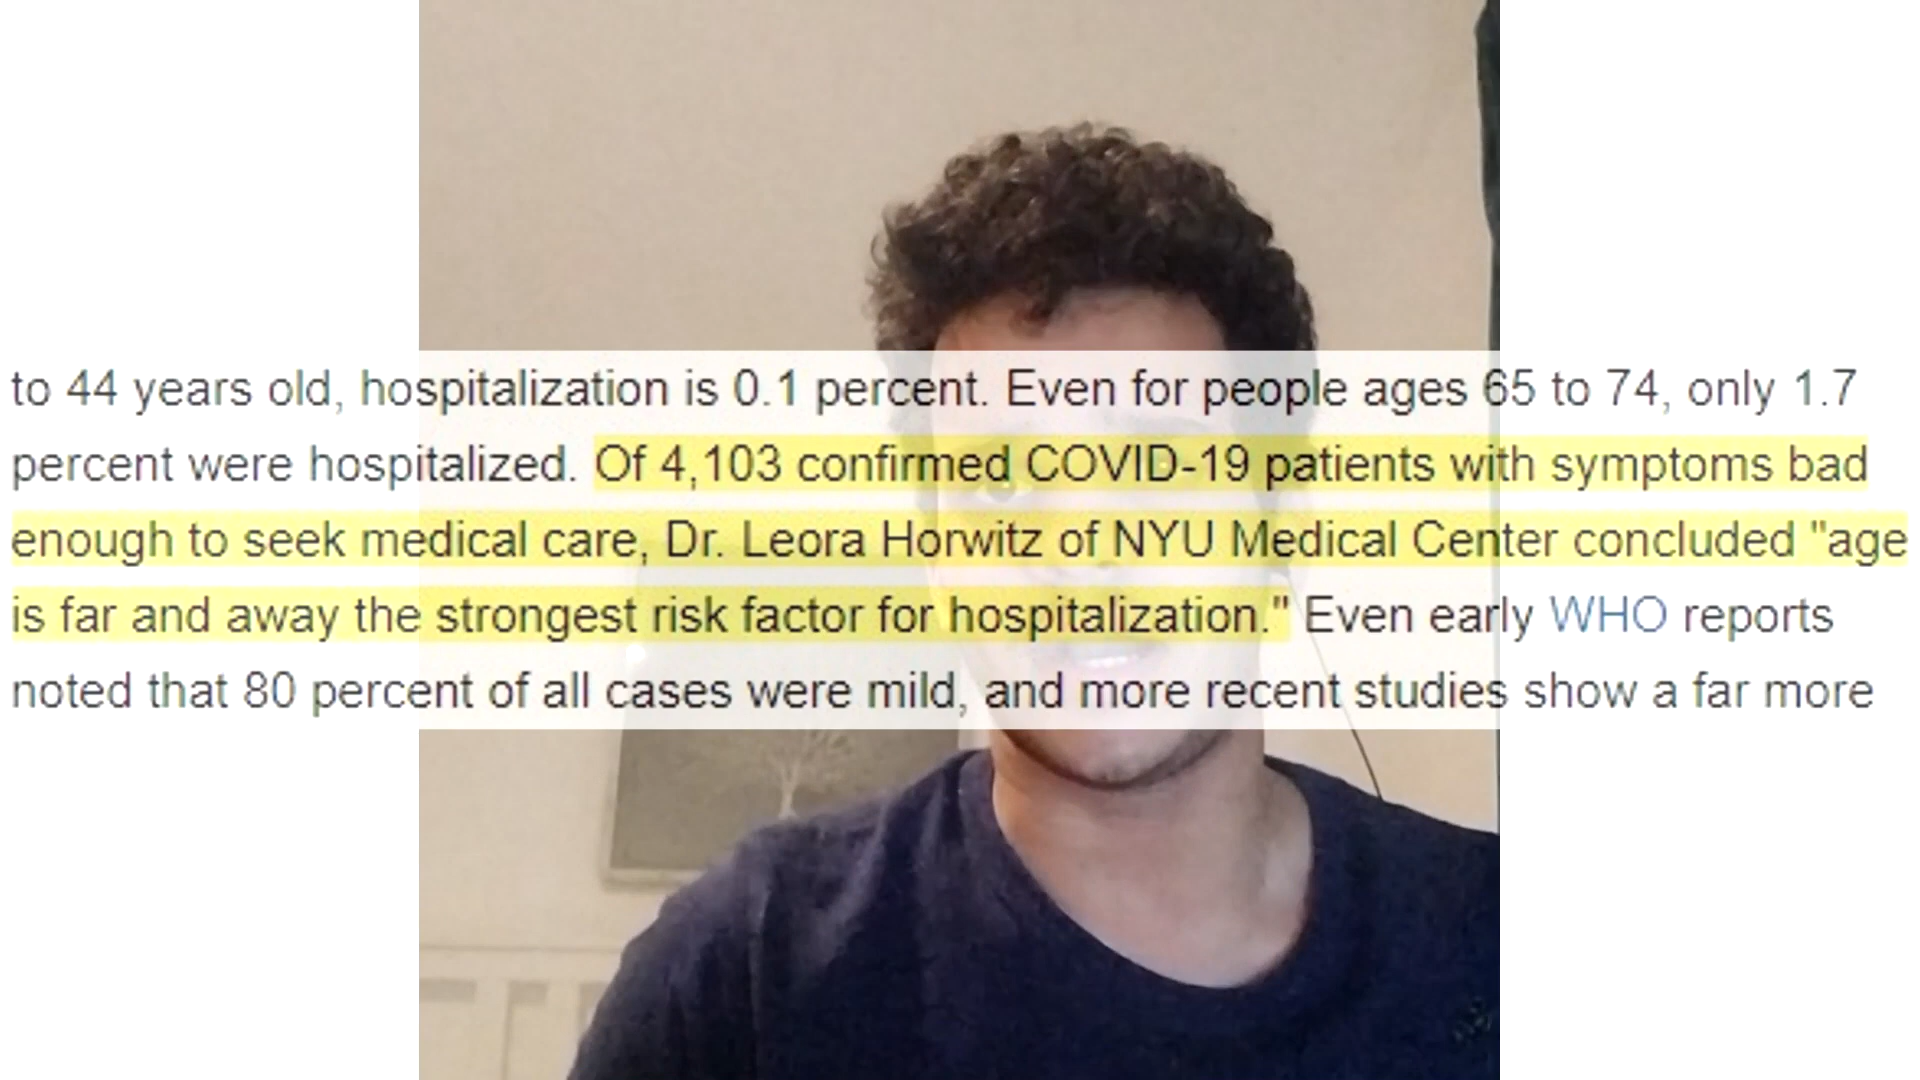 to 44 years old, hospitalization is 0.1 percent. Even for people ages 65 to 74, only 1.7
percent were hospitalized. Of 4,103 confirmed COVID-19 patients with symptoms bad
enough to seek medical care, Dr. Leora Horwitz of NYU Medical Center concluded "age
is far and away the strongest risk factor for hospitalization." Even early WHO reports
noted that 80 percent of all cases were mild, and more recent studies show a far more